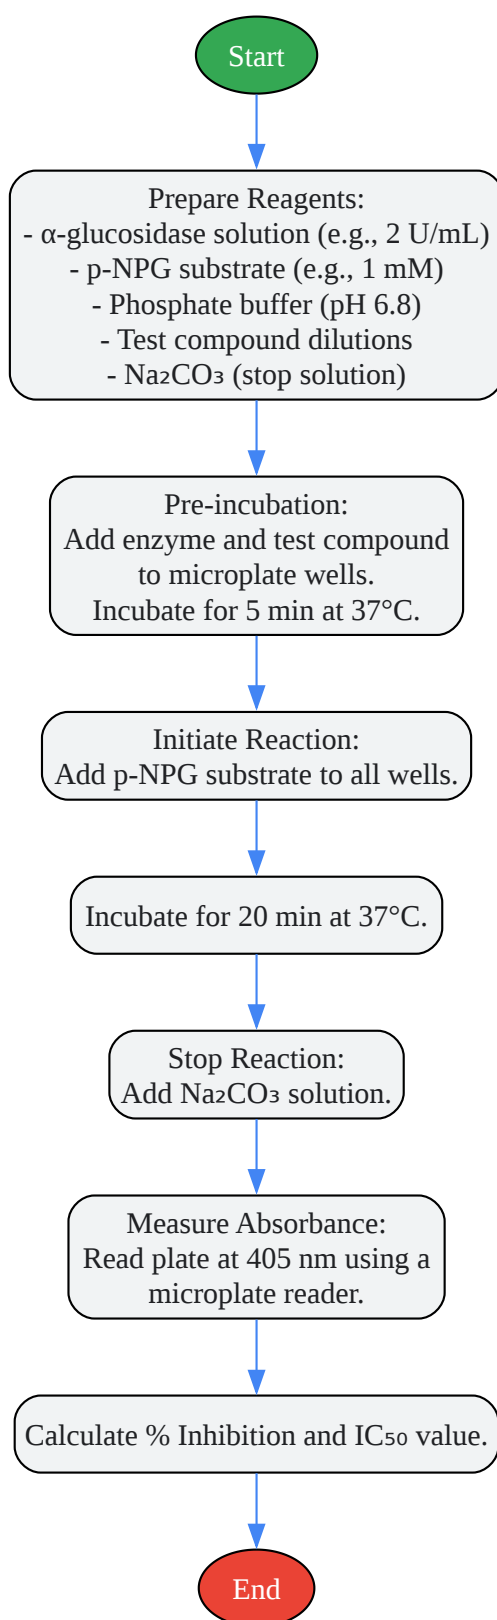 Start
Prepare Reagents:
- α-glucosidase solution (e.g., 2 U/mL)
- p-NPG substrate (e.g., 1 mM)
- Phosphate buffer (pH 6.8)
- Test compound dilutions
- Na₂CO₃ (stop solution)
Pre-incubation:
Add enzyme and test compound
to microplate wells.
Incubate for 5 min at 37°C.
Initiate Reaction:
Add p-NPG substrate to all wells.
Incubate for 20 min at 37°C.
Stop Reaction:
Add Na₂CO₃ solution.
Measure Absorbance:
Read plate at 405 nm using a
microplate reader.
Calculate % Inhibition and IC₅₀ value.
End